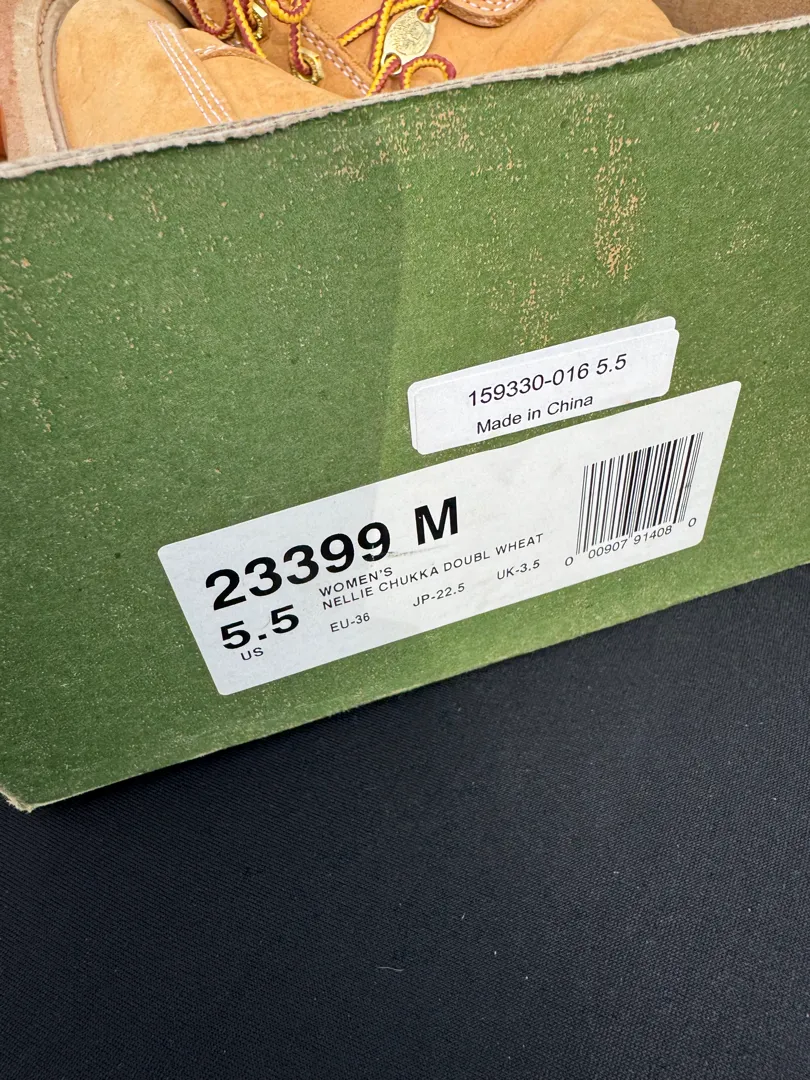 159330-016 5.5
Made in China
23399 M
WOMEN'S
NELLIE CHUKKA DOUBL WHEAT
5.5
US
EU-36 JP-22.5 UK-3.5
0 00907 91408 0